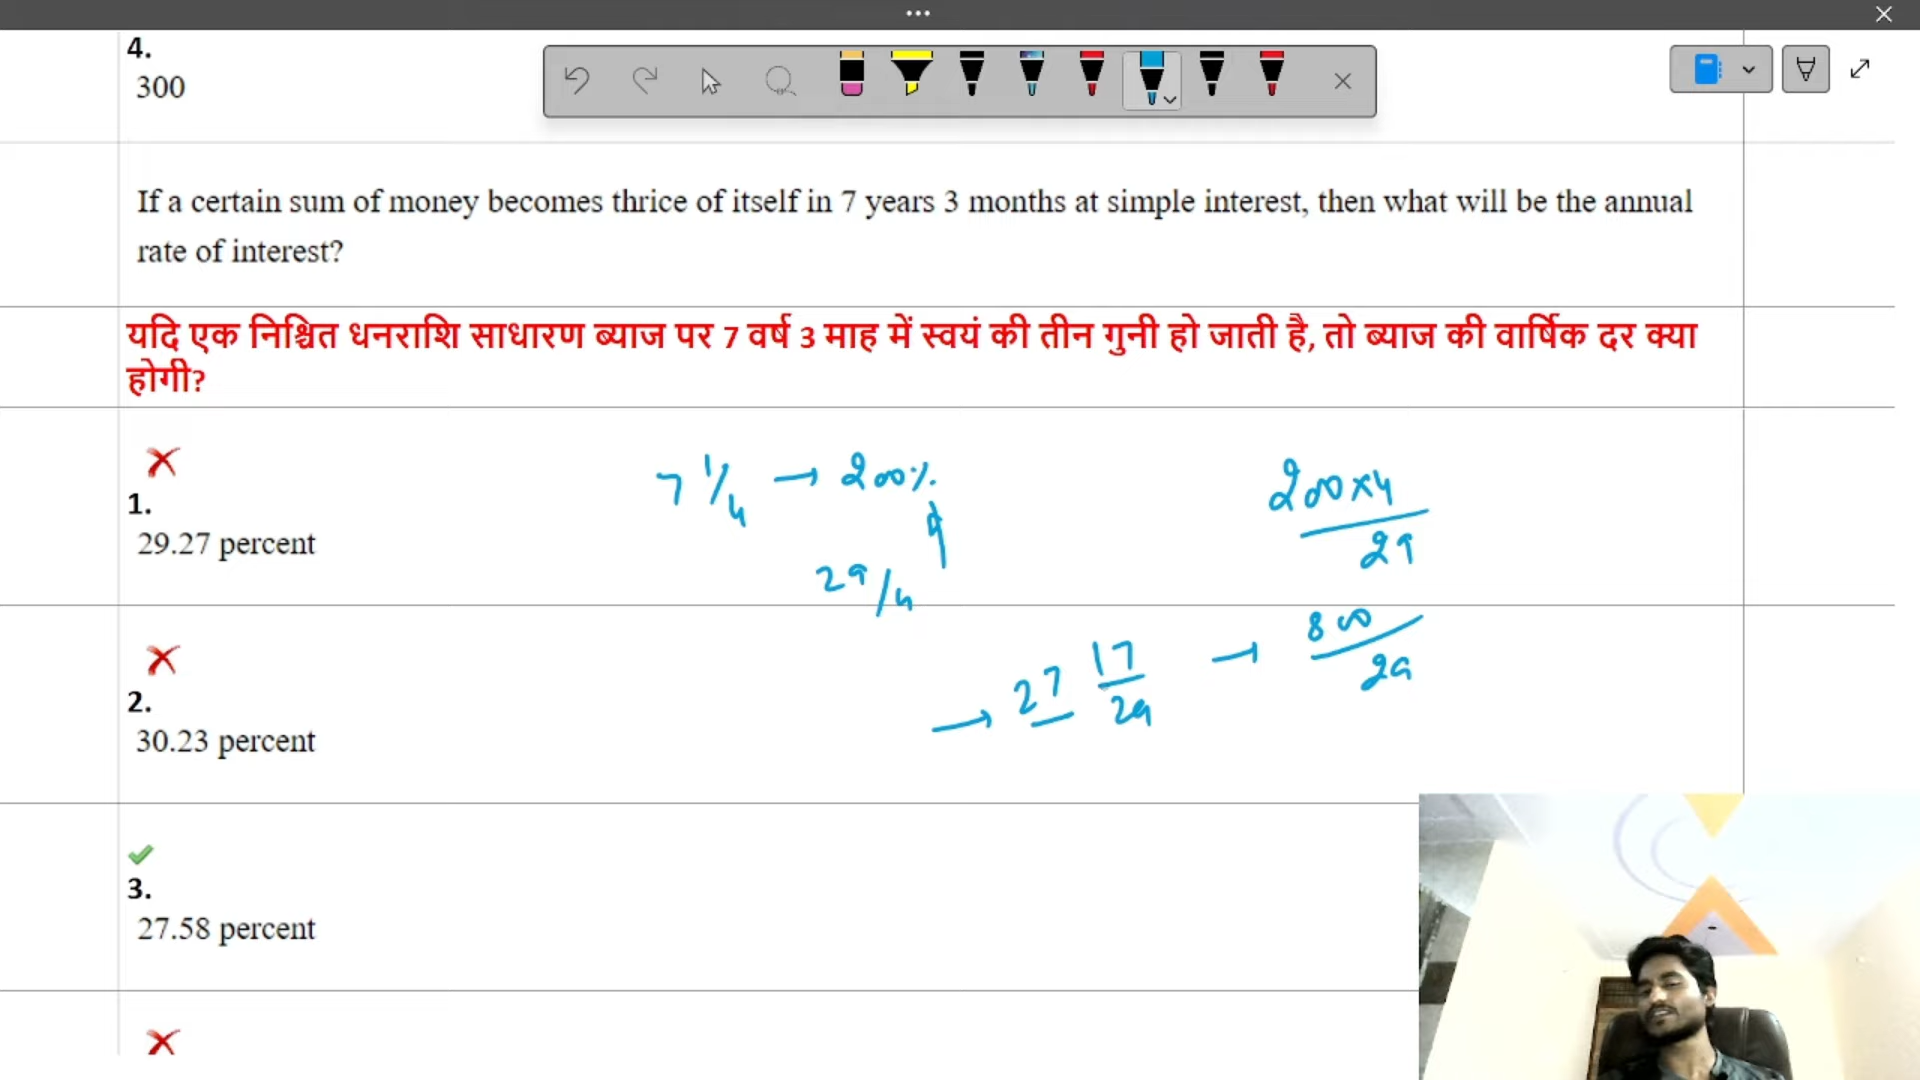 4.
300
If a certain sum of money becomes thrice of itself in 7 years 3 months at simple interest, then what will be the annual
rate of interest?
यदि एक निश्चित धनराशि साधारण ब्याज पर 7 वर्ष 3 माह में स्वयं की तीन गुनी हो जाती है, तो ब्याज की वार्षिक दर क्या
होगी?
1.
29.27 percent
7 1/4 → 200%
29/4
200×4
29
2.
30.23 percent
→ 27 17/29 → 800/29
3.
27.58 percent